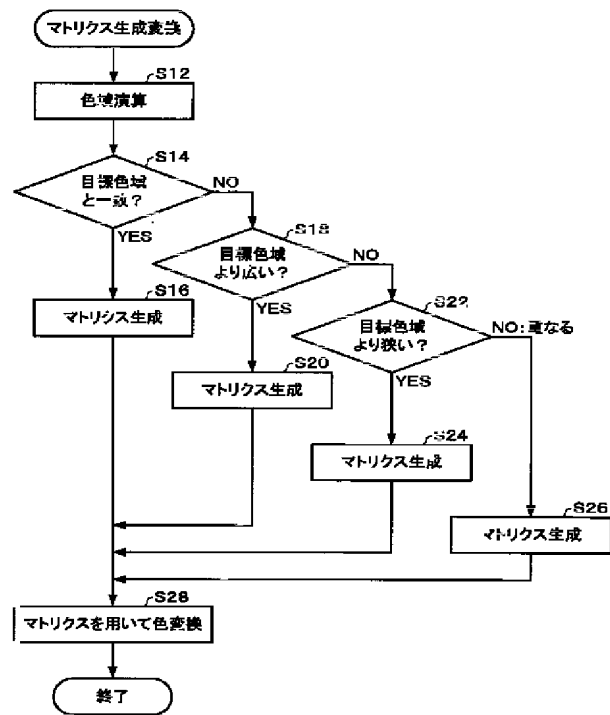 マトリクス生成変換
S12
色域演算
S14
目標色域
と一致?
NO
YES
S18
目標色域
より広い?
NO
YES
S16
マトリクス生成
S22
目標色域
より狭い?
NO:重なる
YES
S20
マトリクス生成
S24
マトリクス生成
S26
マトリクス生成
S28
マトリクスを用いて色変換
終了